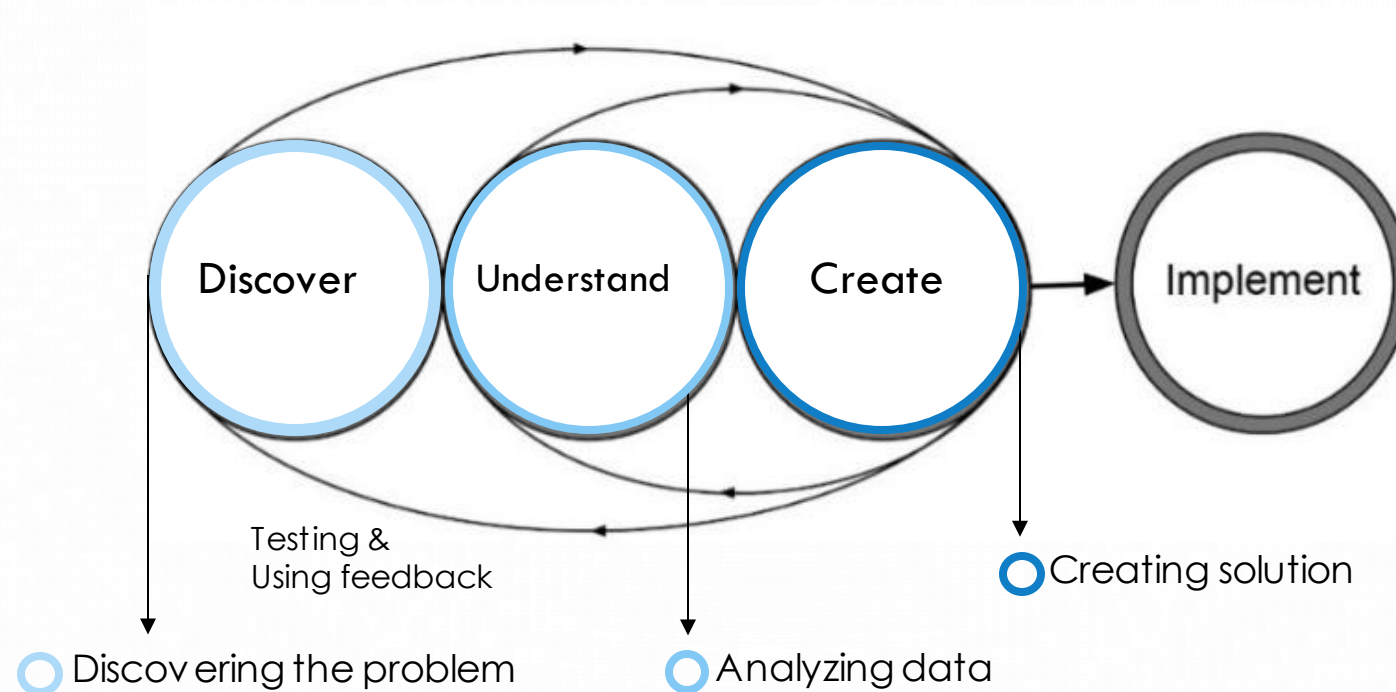 Discover
Understand
Create
Implement
Testing &
Using feedback
Creating solution
Discovering the problem
Analyzing data